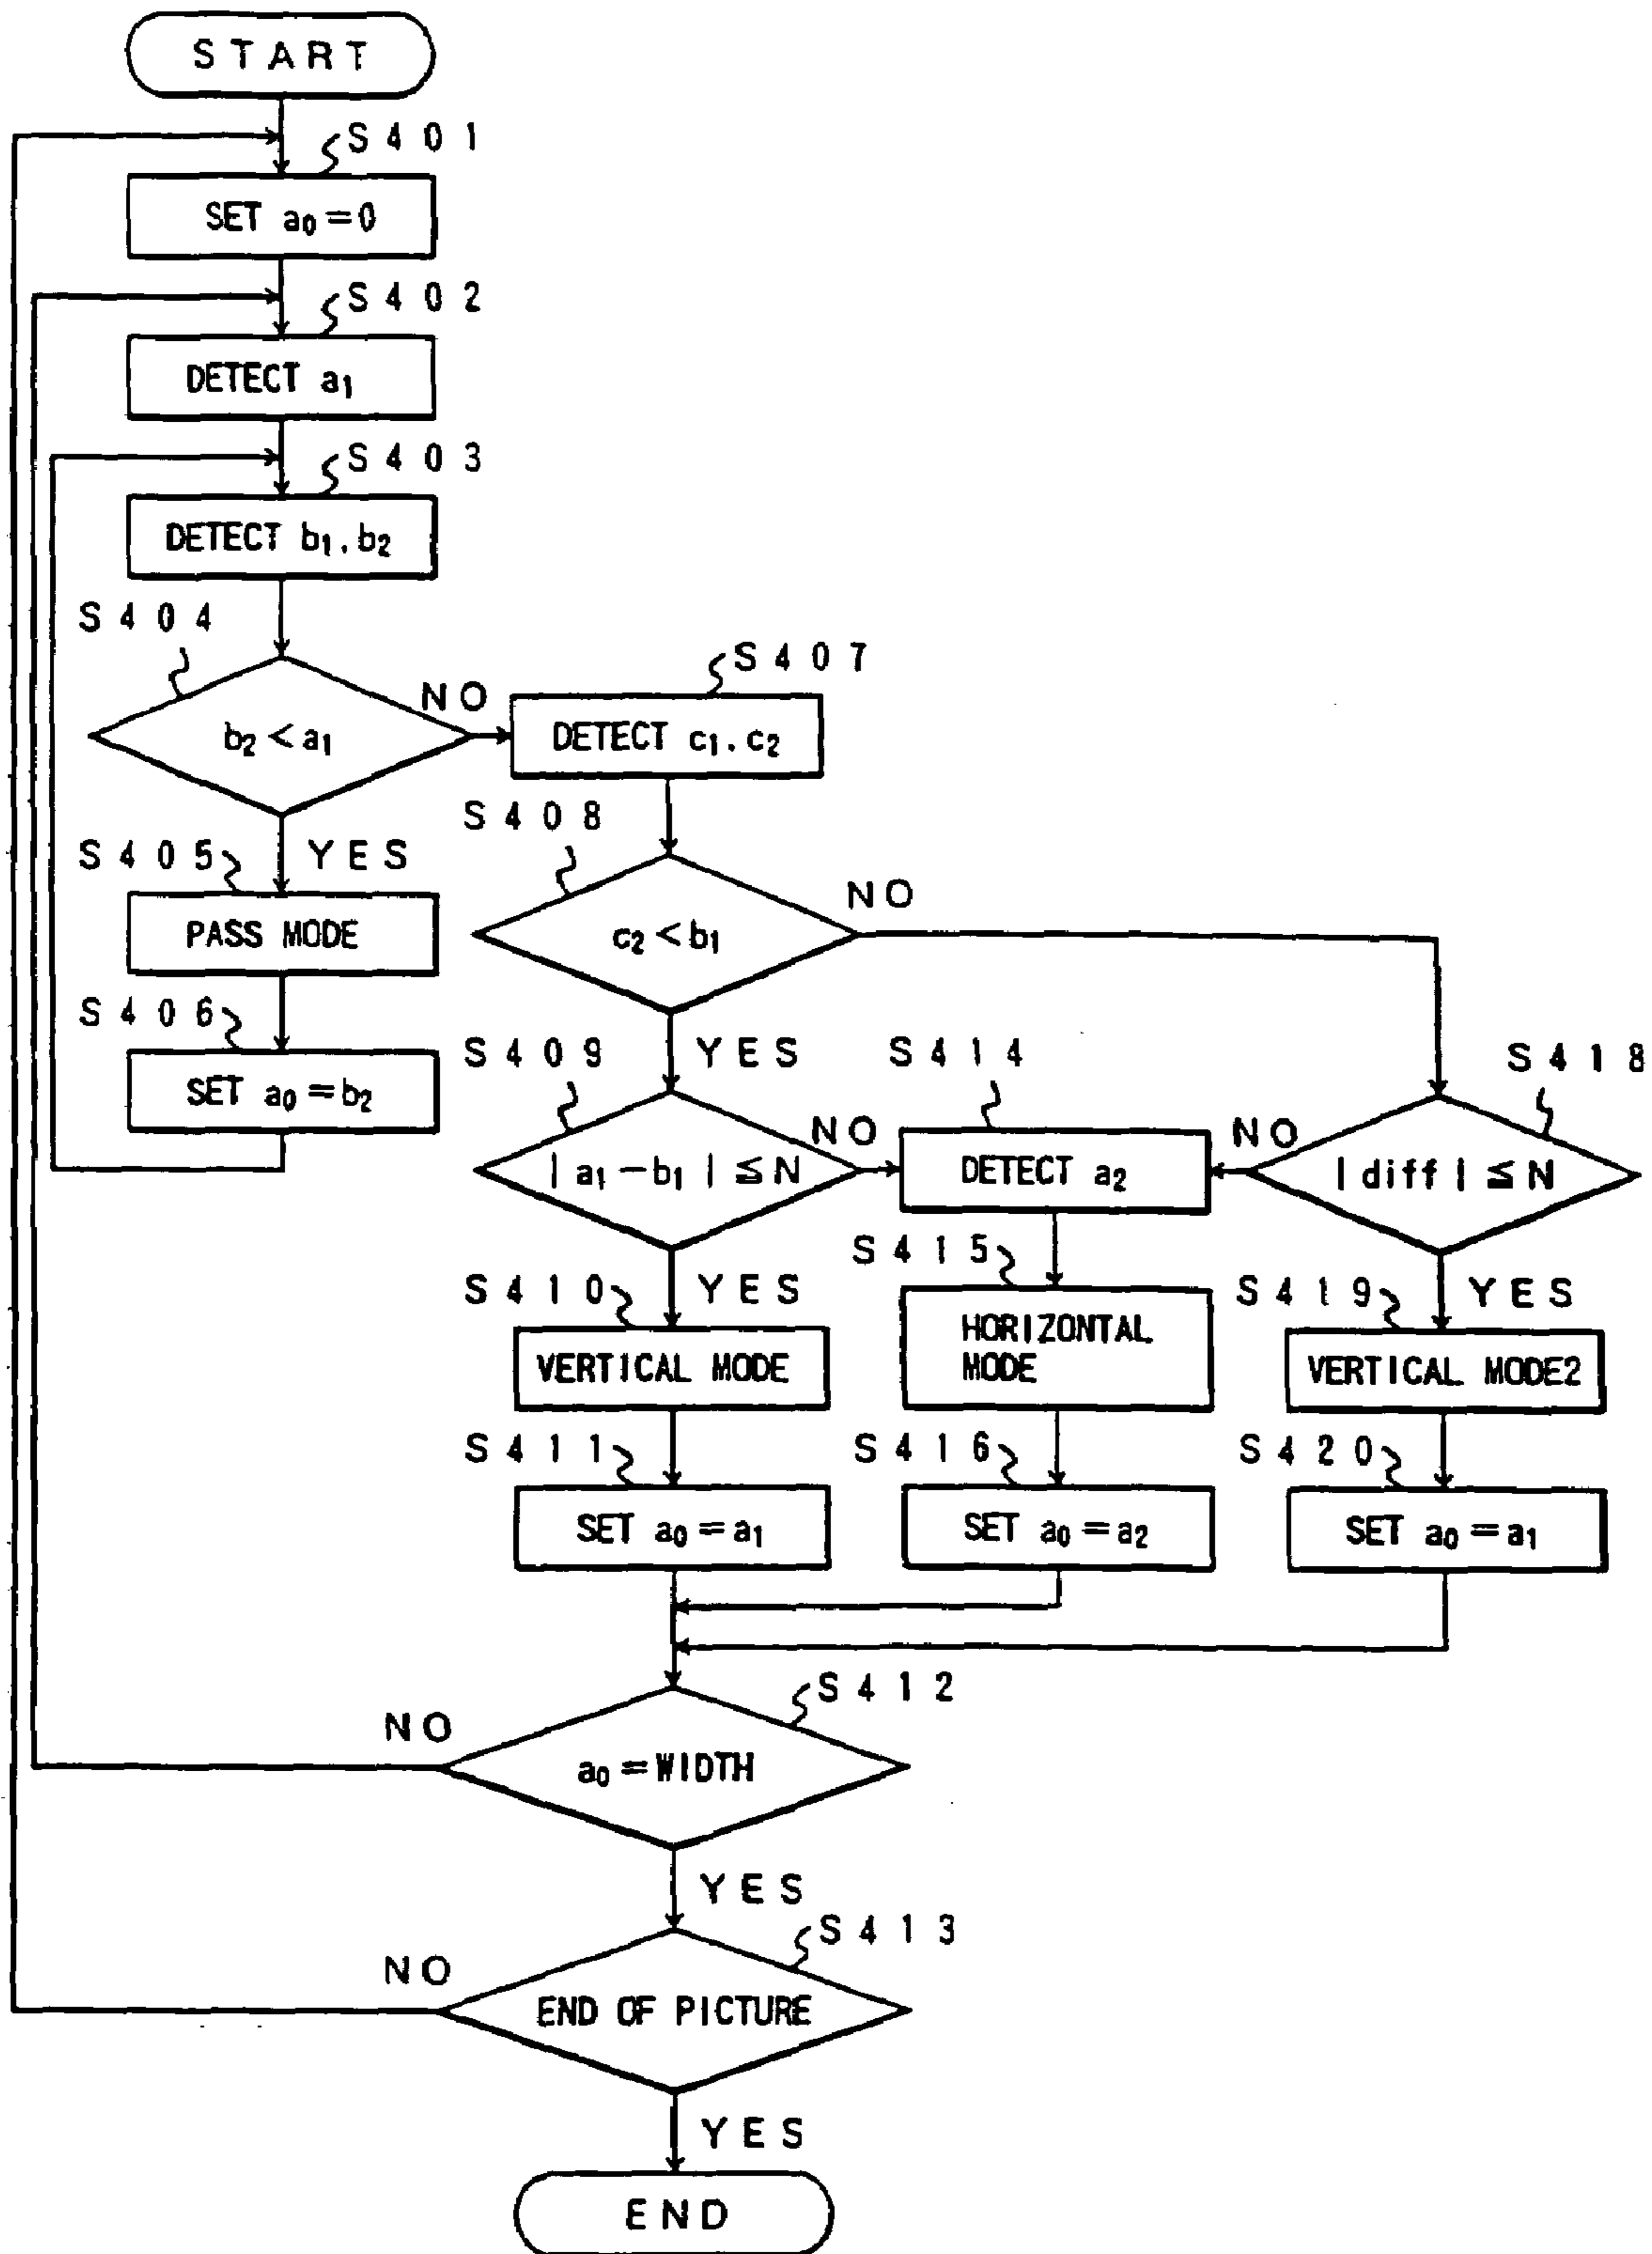 START
S401
SET a₀=0
S402
DETECT a₁
S403
DETECT b₁, b₂
S404
b₂<a₁
NO
S407
DETECT c₁, c₂
S408
c₂<b₁
NO
S405
YES
PASS MODE
S406
SET a₀=b₂
S409
YES
S414
S418
|a₁-b₁|≦N
NO
DETECT a₂
NO
|diff|≦N
S410
YES
S415
S419
YES
VERTICAL MODE
HORIZONTAL
MODE
VERTICAL MODE2
S411
S416
S420
SET a₀=a₁
SET a₀=a₂
SET a₀=a₁
S412
NO
a₀=WIDTH
YES
S413
NO
END OF PICTURE
YES
END